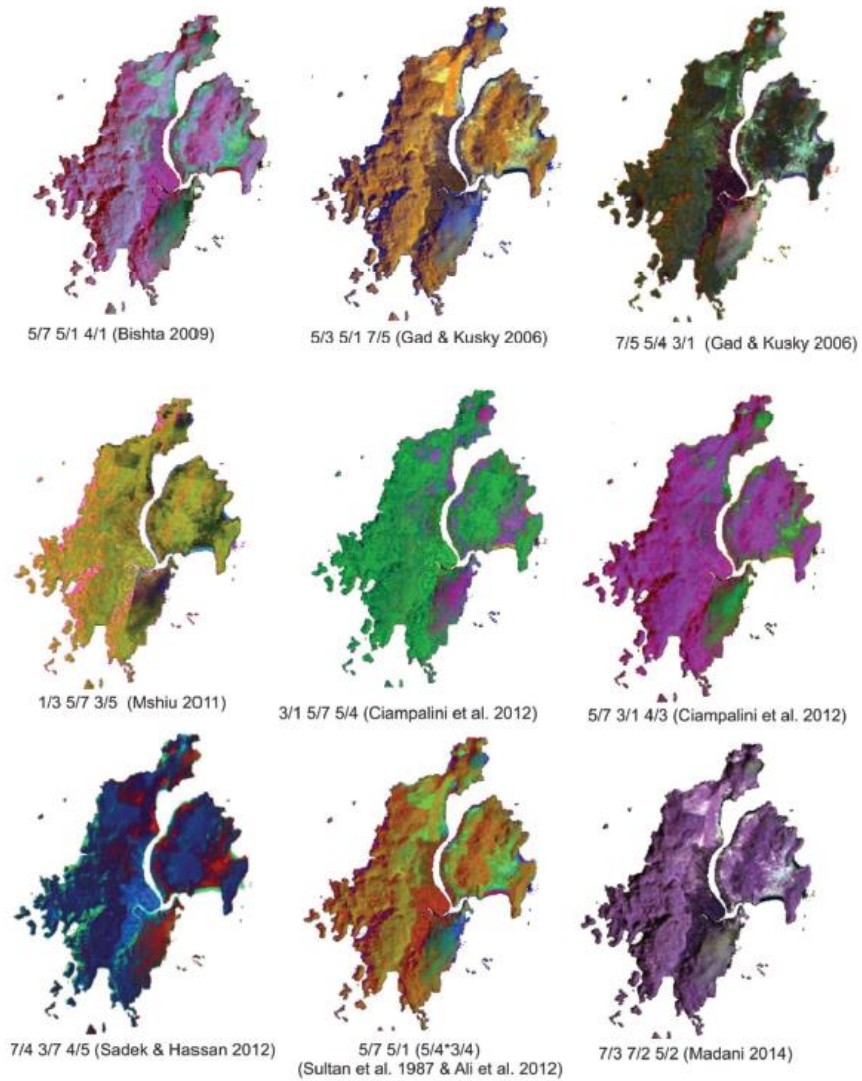 5/7 5/1 4/1 (Bishta 2009)
5/3 5/1 7/5 (Gad & Kusky 2006)
7/5 5/4 3/1 (Gad & Kusky 2006)
1/3 5/7 3/5 (Mshiu 2011)
3/1 5/7 5/4 (Ciampalini et al. 2012)
5/7 3/1 4/3 (Ciampalini et al. 2012)
7/4 3/7 4/5 (Sadek & Hassan 2012)
5/7 5/1 (5/4*3/4)
(Sultan et al. 1987 & Ali et al. 2012)
7/3 7/2 5/2 (Madani 2014)